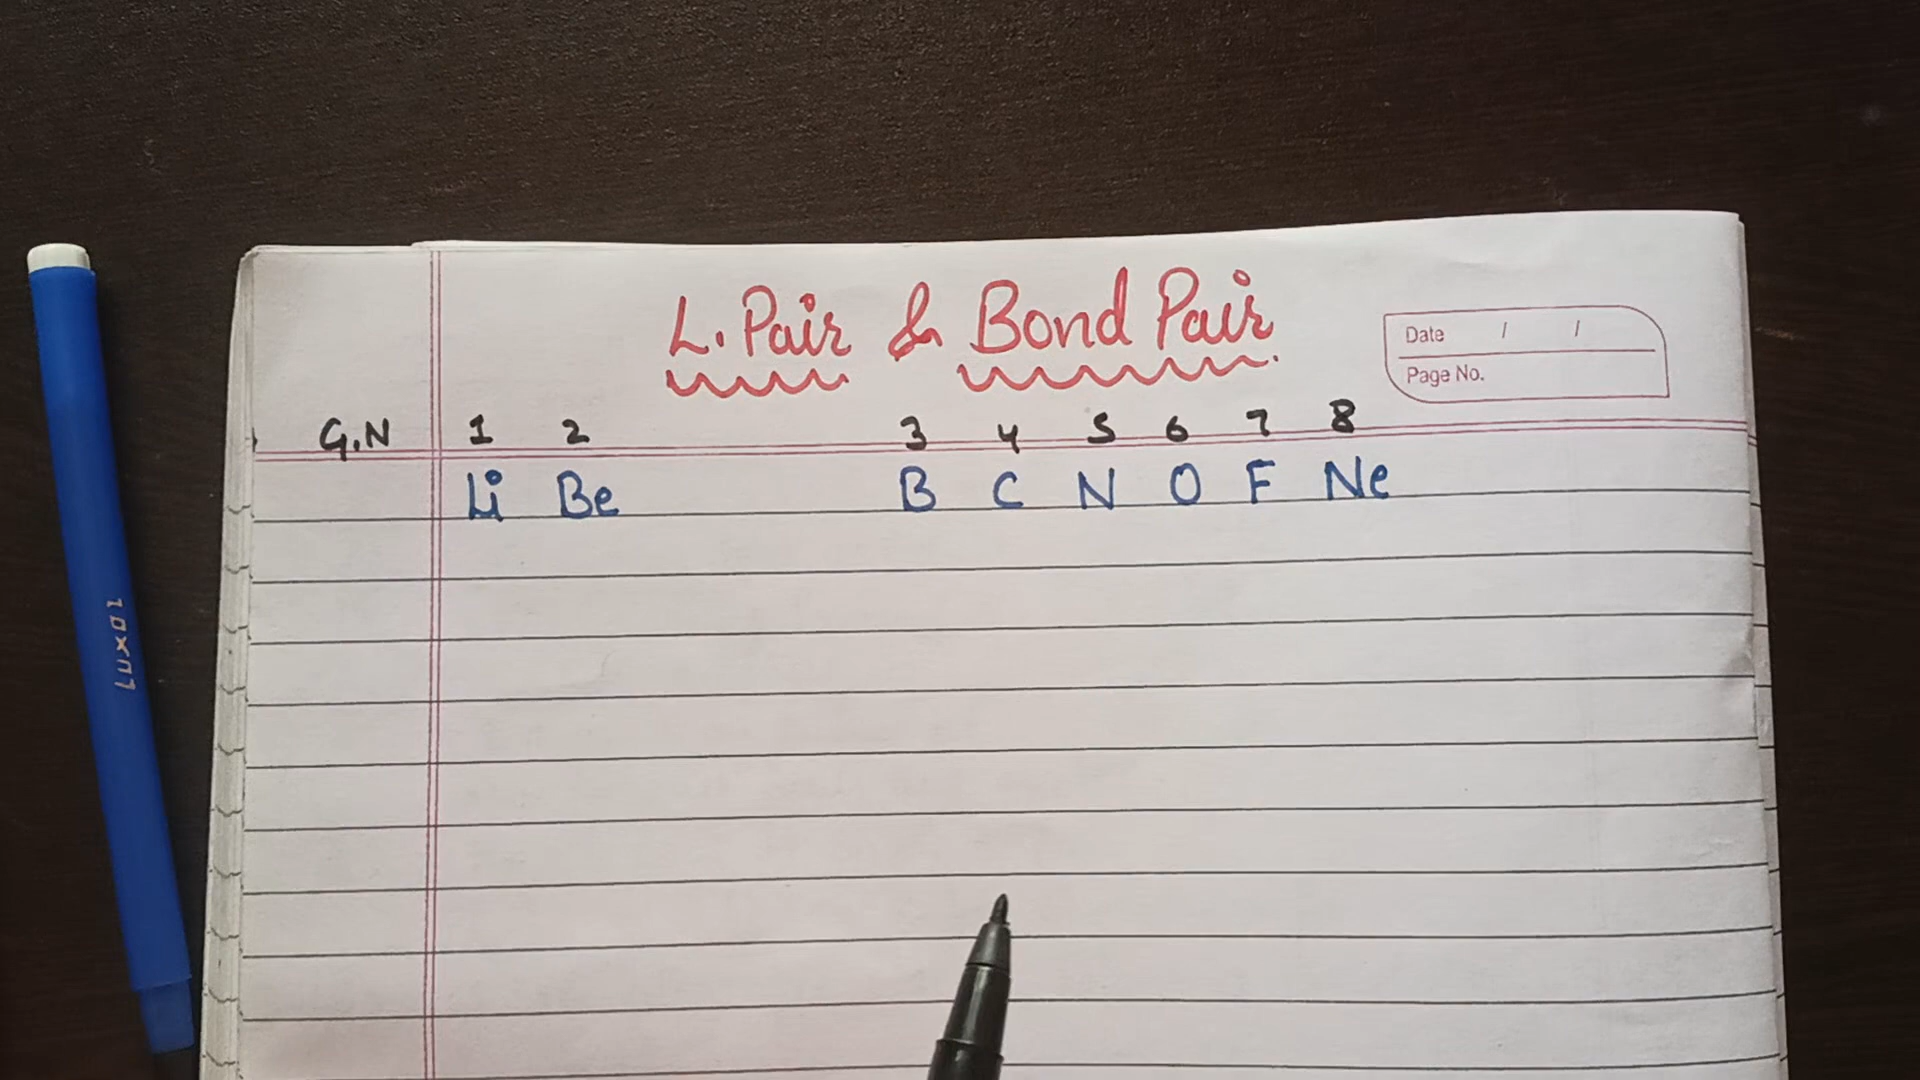 L. Pair & Bond Pair
Date / /
Page No.
G.N 1 2 3 4 5 6 7 8
Li Be B C N O F Ne
LUXOR